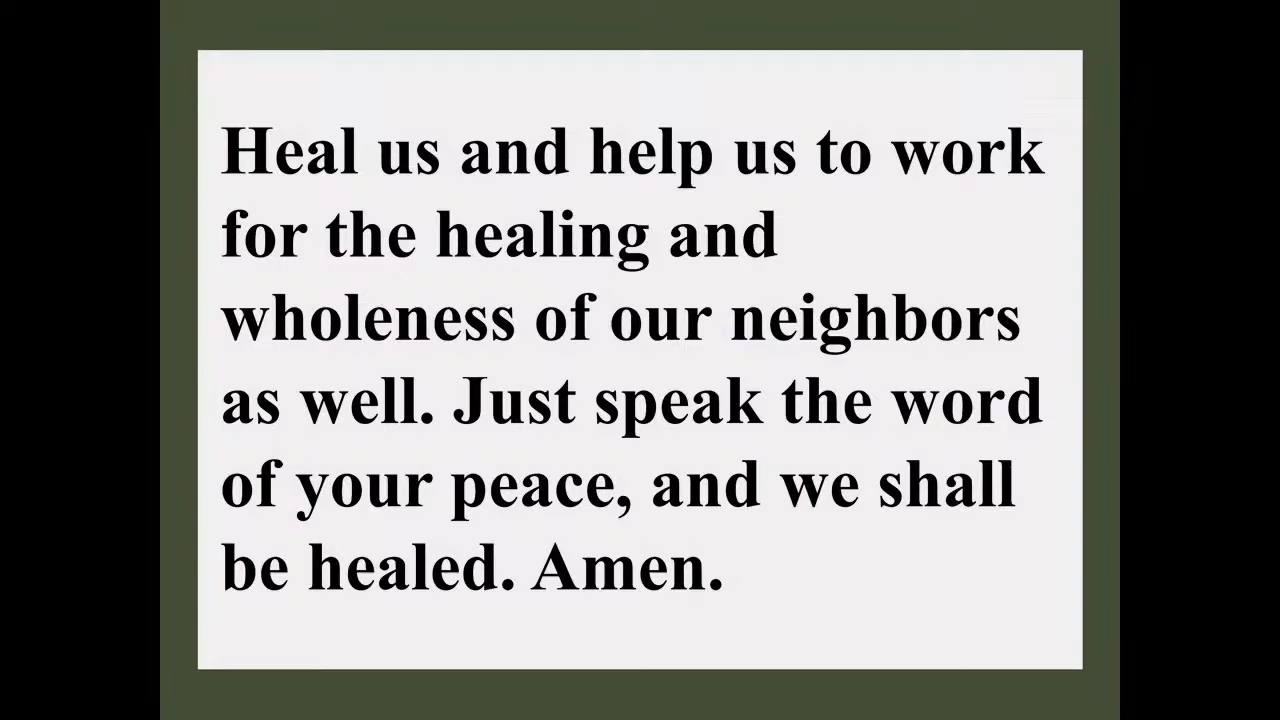 Heal us and help us to work
for the healing and
wholeness of our neighbors
as well. Just speak the word
of your peace, and we shall
be healed. Amen.